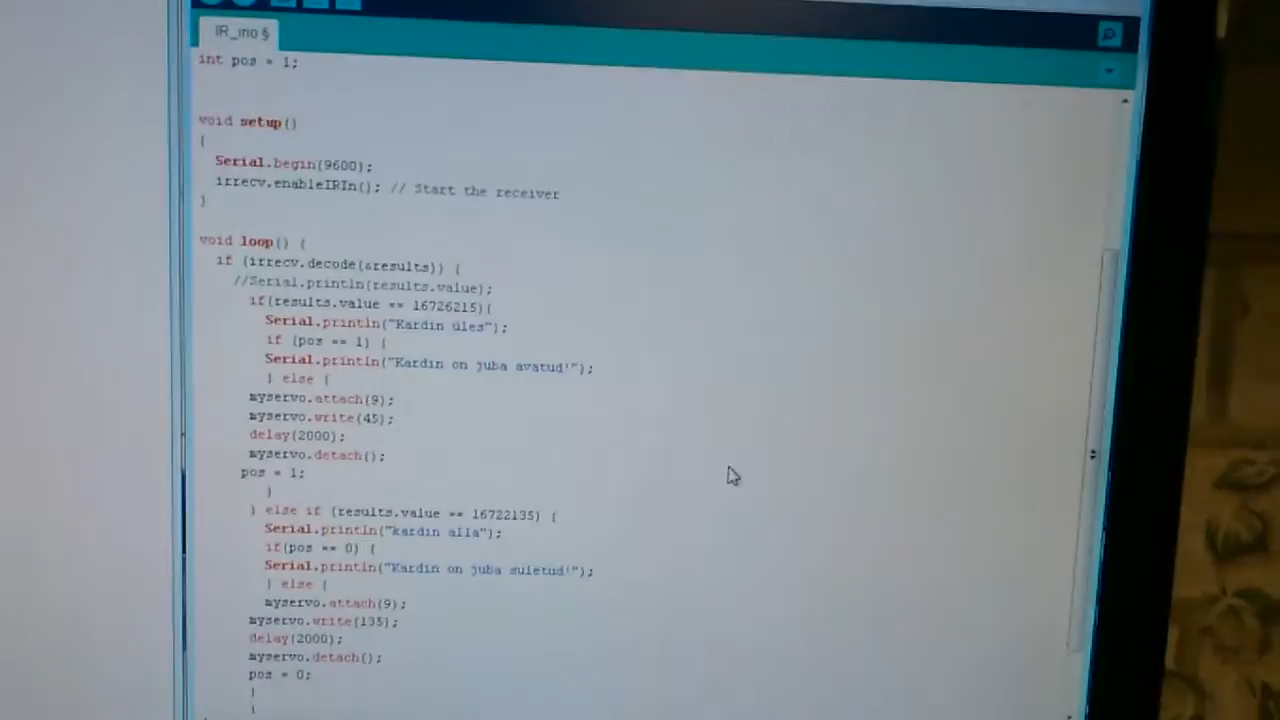 IR_ino §
int pos = 1;
void setup()
{
Serial.begin(9600);
irrecv.enableIRIn(); // Start the receiver
}
void loop() {
if (irrecv.decode(&results)) {
//Serial.println(results.value);
if(results.value == 16726215){
Serial.println("Kardin üles");
if (pos == 1) {
Serial.println("Kardin on juba avatud!");
} else {
myservo.attach(9);
myservo.write(45);
delay(2000);
myservo.detach();
pos = 1;
}
} else if (results.value == 16722135) {
Serial.println("kardin alla");
if(pos == 0) {
Serial.println("Kardin on juba suletud!");
} else {
myservo.attach(9);
myservo.write(135);
delay(2000);
myservo.detach();
pos = 0;
}